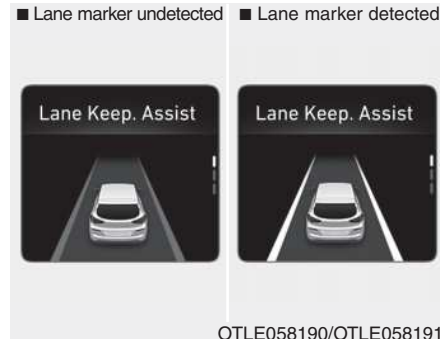 ■ Lane marker undetected
■ Lane marker detected
Lane Keep. Assist
Lane Keep. Assist
OTLE058190/OTLE058191